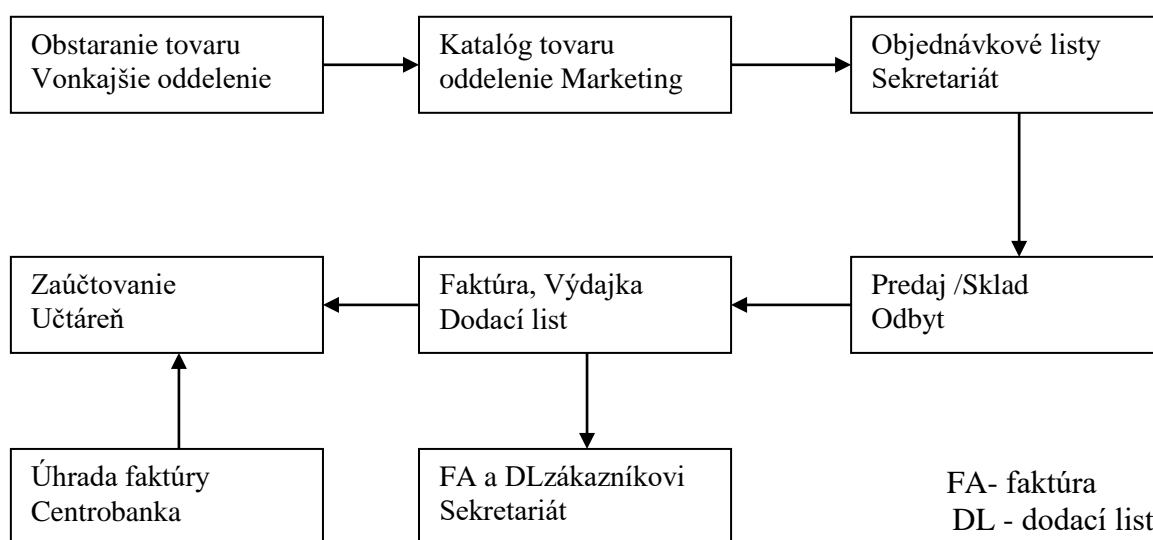 Obstaranie tovaru
Vonkajšie oddelenie
Katalóg tovaru
oddelenie Marketing
Objednávkové listy
Sekretariát
Zaúčtovanie
Učtáreň
Faktúra, Výdajka
Dodací list
Predaj /Sklad
Odbyt
Úhrada faktúry
Centrobanka
FA a DLzákazníkovi
Sekretariát
FA- faktúra
DL - dodací list